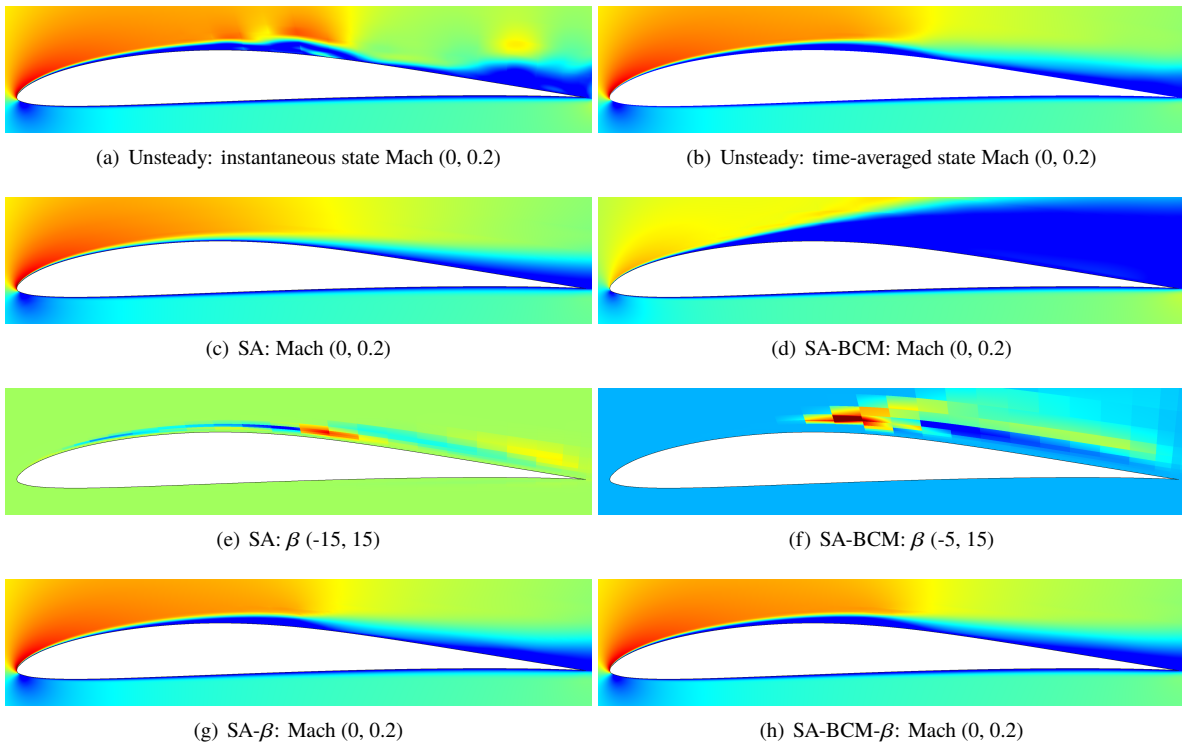 (a) Unsteady: instantaneous state Mach (0, 0.2)
(b) Unsteady: time-averaged state Mach (0, 0.2)
(c) SA: Mach (0, 0.2)
(d) SA-BCM: Mach (0, 0.2)
(e) SA: β (-15, 15)
(f) SA-BCM: β (-5, 15)
(g) SA-β: Mach (0, 0.2)
(h) SA-BCM-β: Mach (0, 0.2)